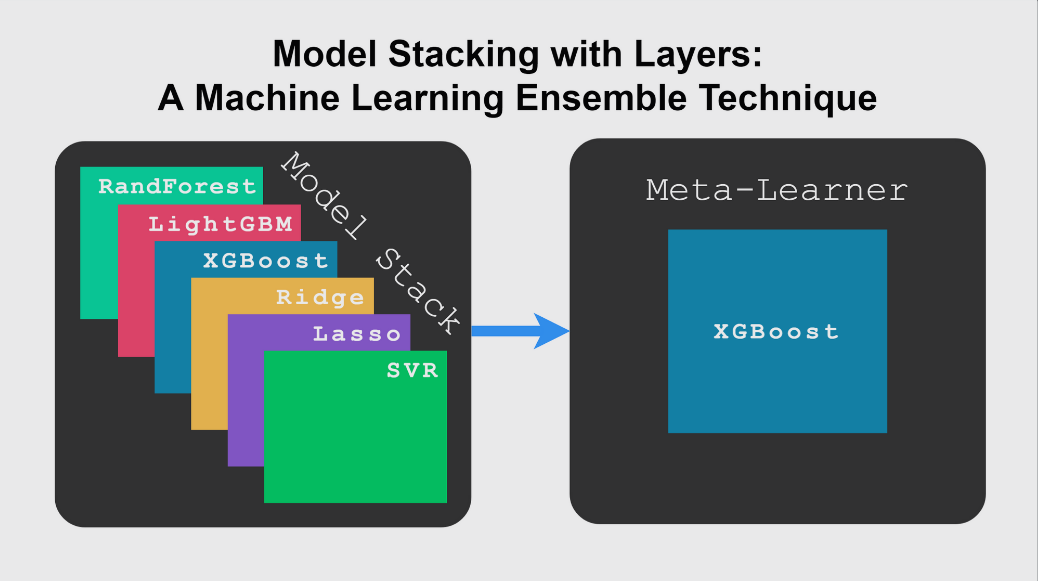 Model Stacking with Layers:
A Machine Learning Ensemble Technique
RandForest
LightGBM
XGBoost
Ridge
Lasso
SVR
Model Stack
Meta-Learner
XGBoost